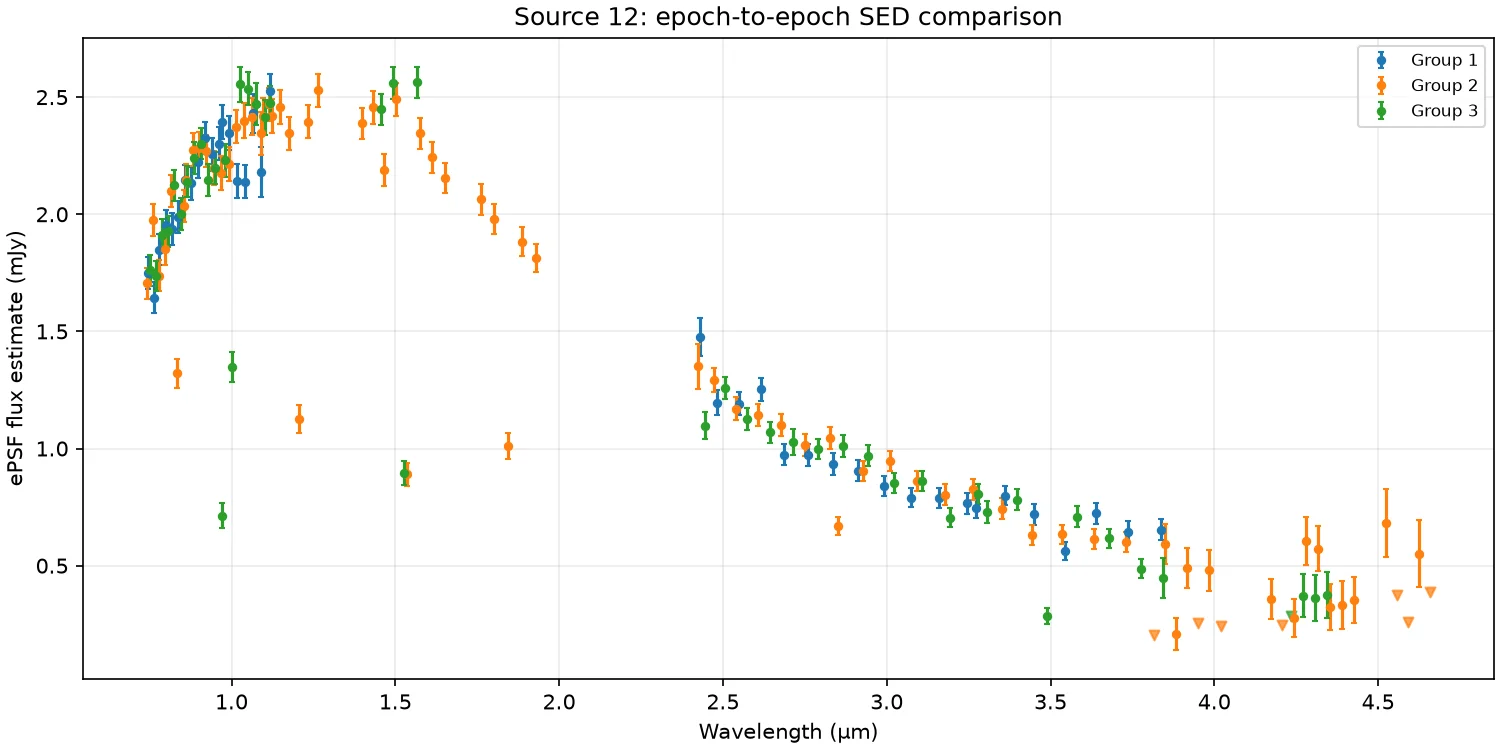 Source 12: epoch-to-epoch SED comparison
Group 1
Group 2
Group 3
ePSF flux estimate (mJy)
2.5
2.0
1.5
1.0
0.5
1.0 1.5 2.0 2.5 3.0 3.5 4.0 4.5
Wavelength (µm)